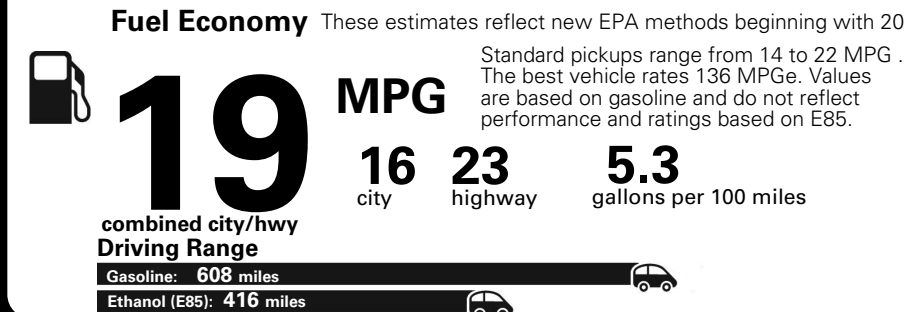 Fuel Economy These estimates reflect new EPA methods beginning with 20
Standard pickups range from 14 to 22 MPG .
The best vehicle rates 136 MPGe. Values
are based on gasoline and do not reflect
performance and ratings based on E85.
19 MPG
16 23 5.3
city highway gallons per 100 miles
combined city/hwy
Driving Range
Gasoline: 608 miles
Ethanol (E85): 416 miles